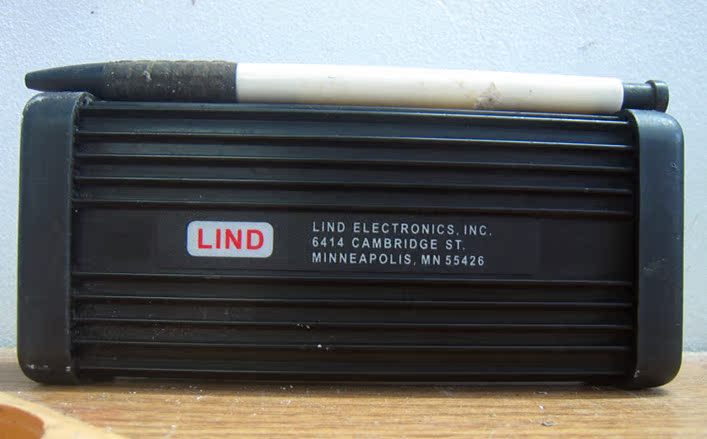 LIND
LIND ELECTRONICS, INC.
6414 CAMBRIDGE ST.
MINNEAPOLIS, MN 55426